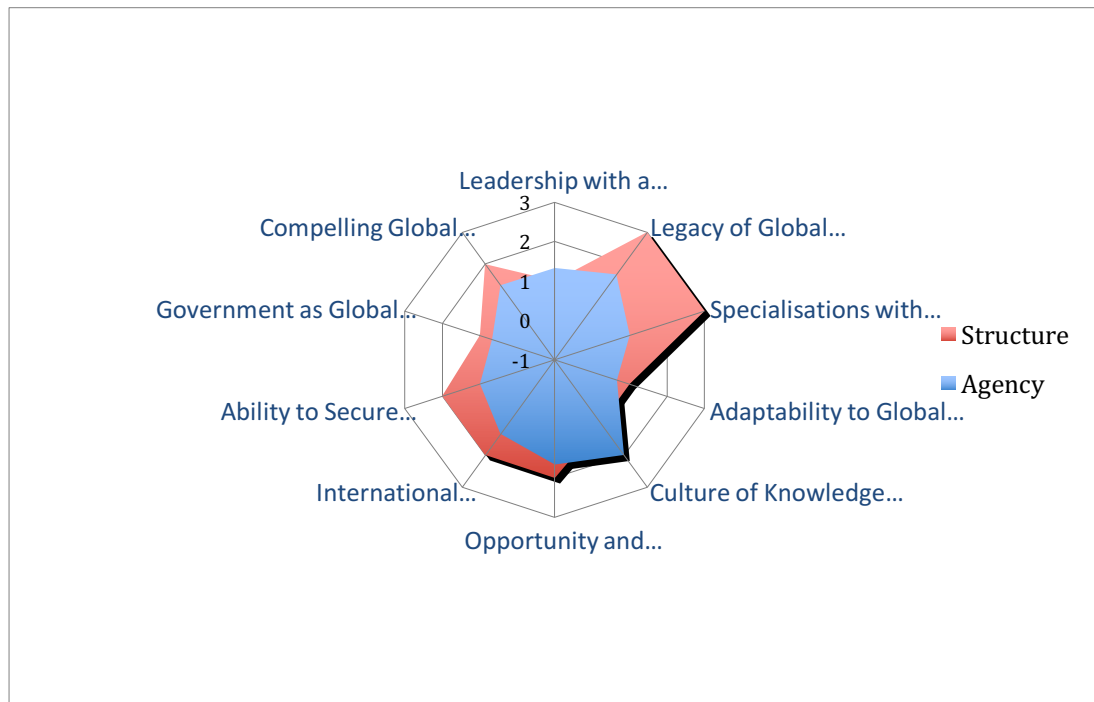 Leadership with a…
Legacy of Global…
Specialisations with…
Adaptability to Global…
Culture of Knowledge…
Opportunity and…
International…
Ability to Secure…
Government as Global…
Compelling Global…
3
2
1
0
-1
Structure
Agency